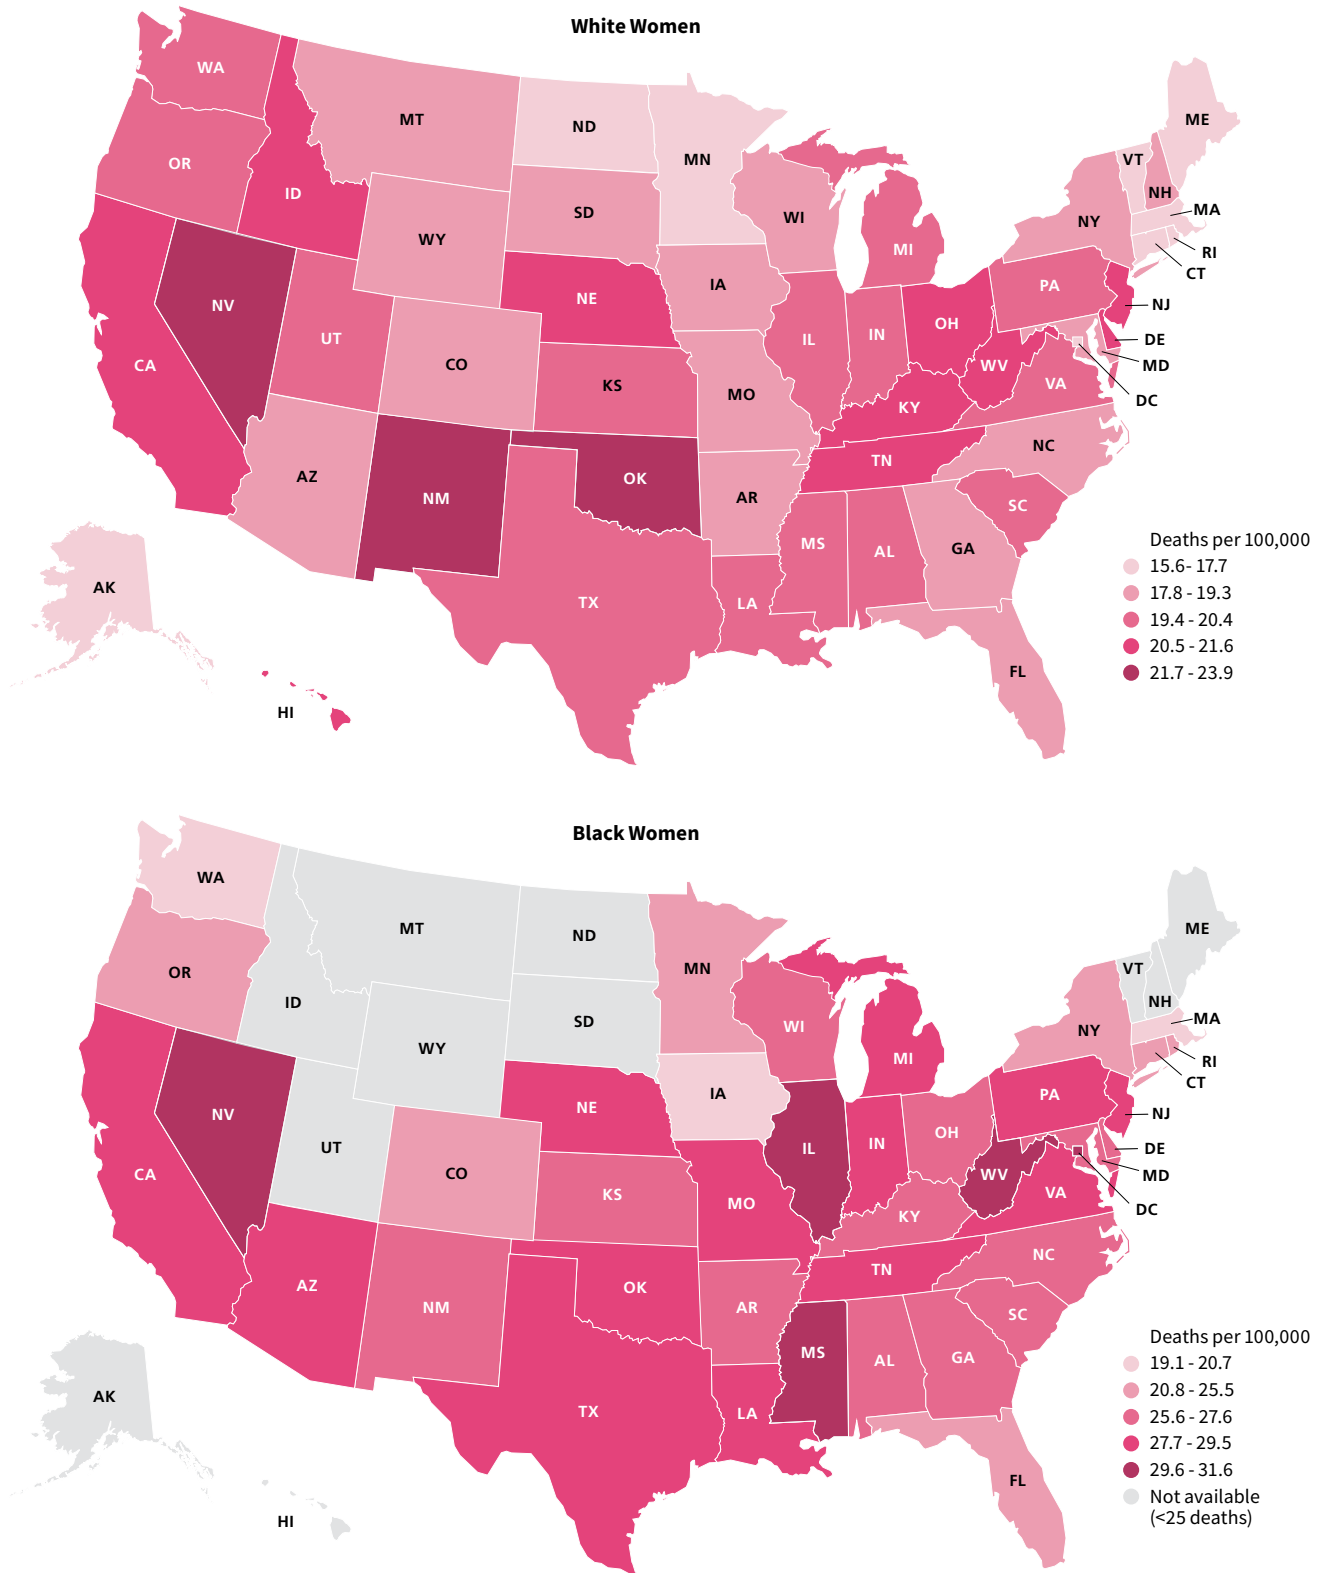 White Women
WA
MT
ND
MN
ME
VT
OR
ID
NH
MA
SD
WI
NY
WY
MI
RI
CT
IA
PA
NV
NE
NJ
OH
UT
IL
IN
DE
CA
CO
WV
MD
KS
VA
MO
DC
KY
NC
TN
AZ
OK
NM
AR
SC
MS
AL
GA
Deaths per 100,000
15.6- 17.7
AK
17.8 - 19.3
TX
LA
19.4 - 20.4
20.5 - 21.6
FL
21.7 - 23.9
HI
Black Women
WA
MT
ND
ME
MN
VT
OR
ID
NH
MA
SD
WI
NY
WY
MI
RI
CT
IA
PA
NE
NV
NJ
OH
IN
UT
IL
DE
CA
CO
WV
MD
KS
VA
MO
DC
KY
NC
TN
AZ
OK
NM
AR
SC
MS
GA
AL
Deaths per 100,000
19.1 - 20.7
20.8 - 25.5
AK
TX
LA
25.6 - 27.6
27.7 - 29.5
29.6 - 31.6
FL
Not available
(<25 deaths)
HI